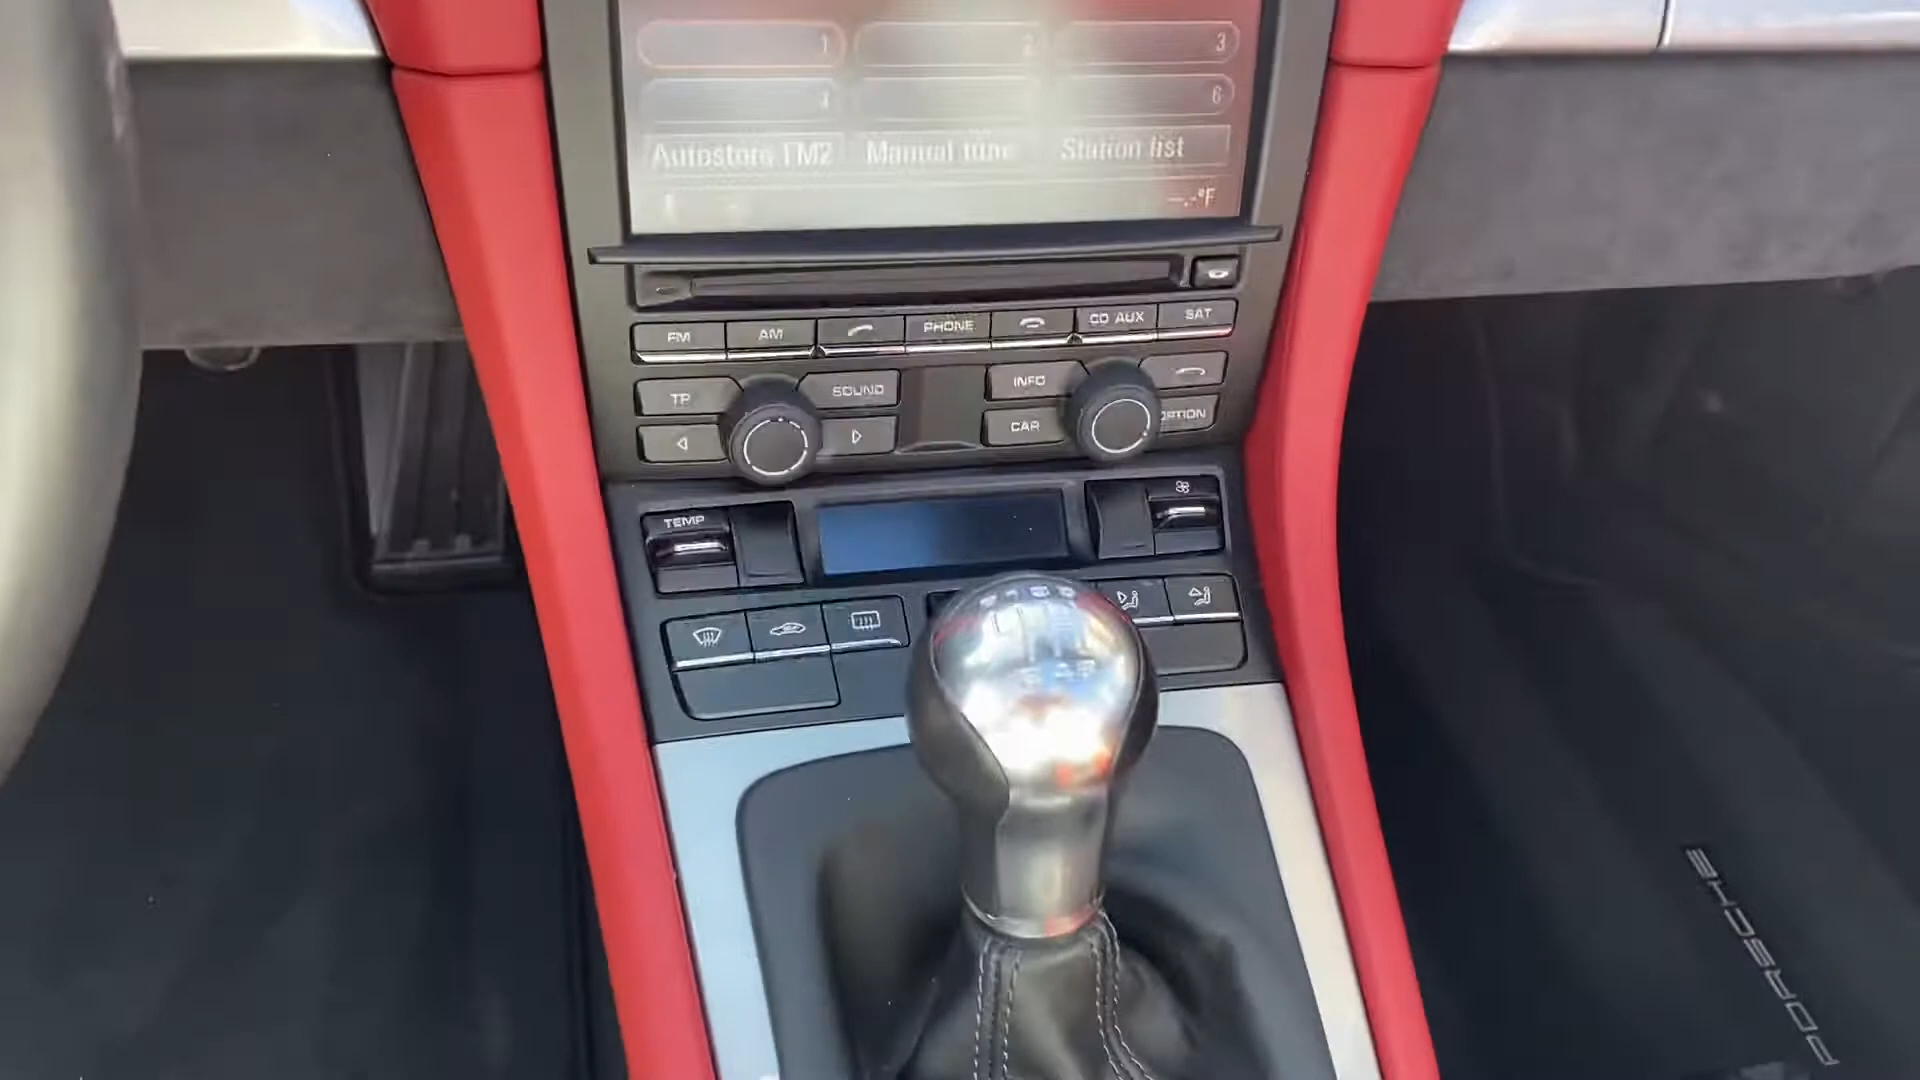 1 2 3
6
Autostore FM2 Manual tune Station list
--.-°F
FM AM PHONE CD AUX SAT
TP SOUND INFO
CAR OPTION
TEMP
PORSCHE